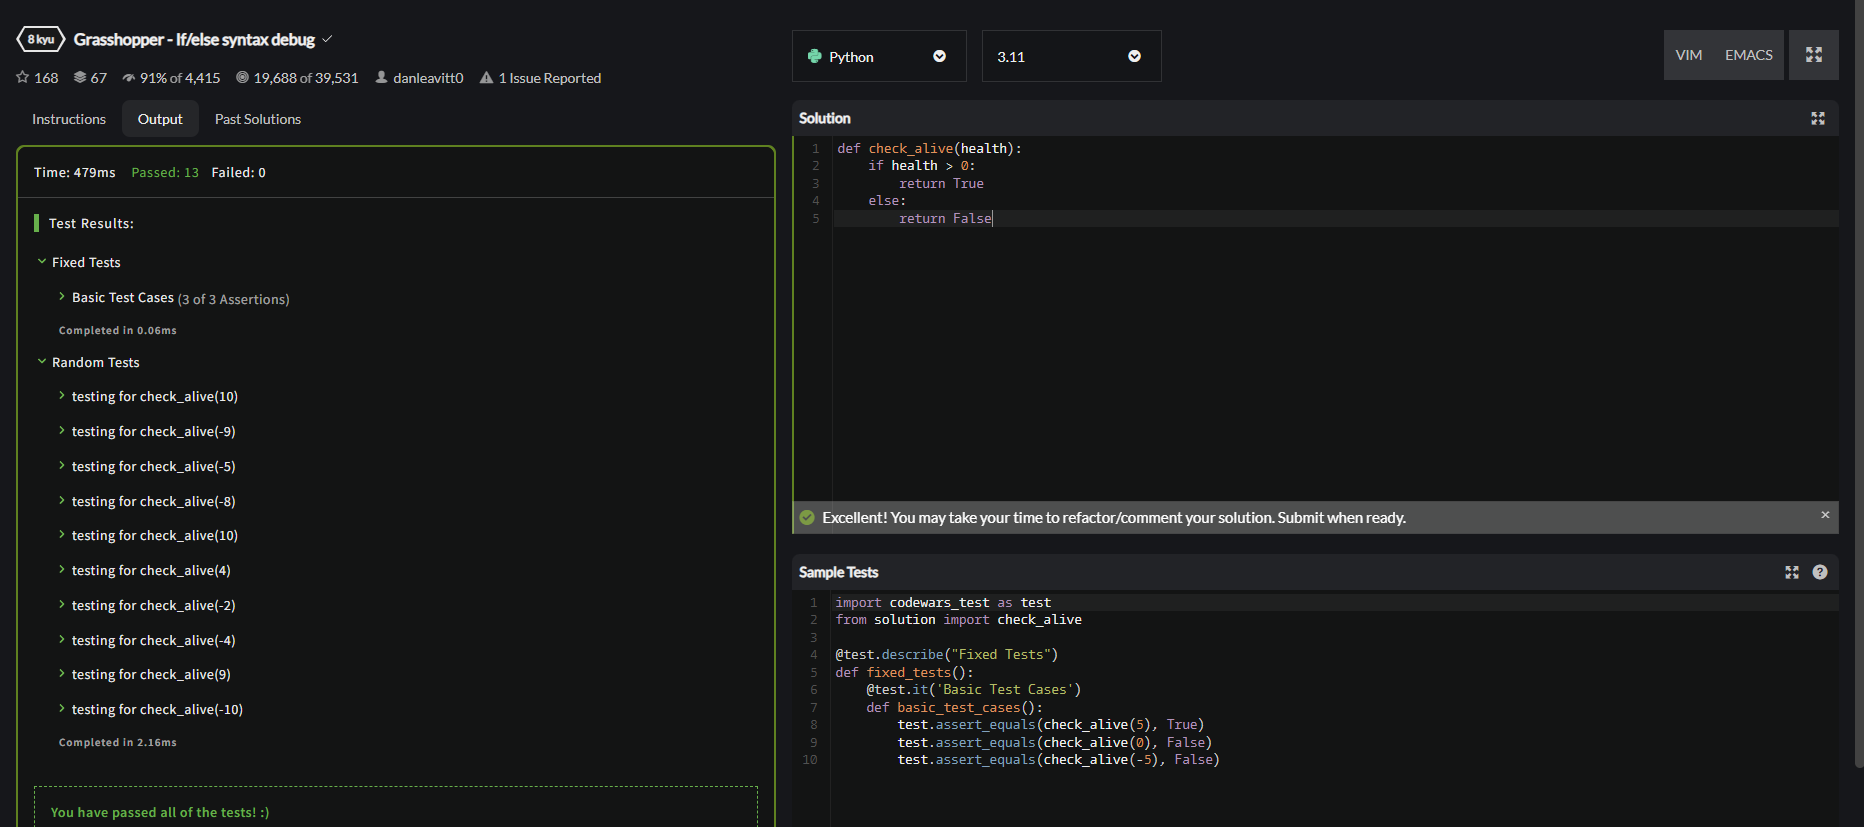 8 kyu Grasshopper - If/else syntax debug
168 67 91% of 4,415 19,688 of 39,531 danleavitt0 1 Issue Reported
Instructions Output Past Solutions
Time: 479ms Passed: 13 Failed: 0
Test Results:
Fixed Tests
Basic Test Cases (3 of 3 Assertions)
Completed in 0.06ms
Random Tests
testing for check_alive(10)
testing for check_alive(-9)
testing for check_alive(-5)
testing for check_alive(-8)
testing for check_alive(10)
testing for check_alive(4)
testing for check_alive(-2)
testing for check_alive(-4)
testing for check_alive(9)
testing for check_alive(-10)
Completed in 2.16ms
You have passed all of the tests! :)
Python 3.11 VIM EMACS
Solution
1 def check_alive(health):
2     if health > 0:
3         return True
4     else:
5         return False
Excellent! You may take your time to refactor/comment your solution. Submit when ready. ×
Sample Tests ?
1 import codewars_test as test
2 from solution import check_alive
3
4 @test.describe("Fixed Tests")
5 def fixed_tests():
6     @test.it('Basic Test Cases')
7     def basic_test_cases():
8         test.assert_equals(check_alive(5), True)
9         test.assert_equals(check_alive(0), False)
10         test.assert_equals(check_alive(-5), False)